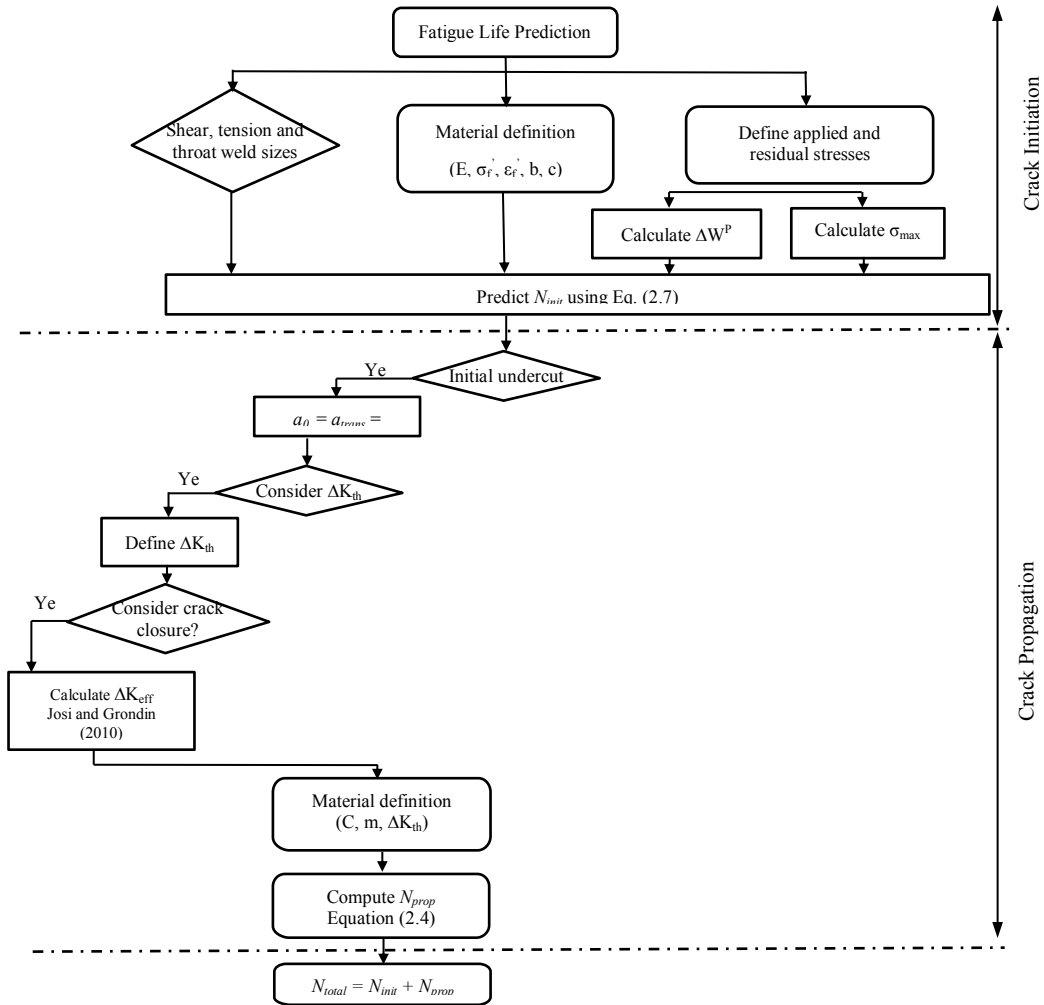 Fatigue Life Prediction
Shear, tension and
throat weld sizes
Material definition
(E, σf', εf', b, c)
Define applied and
residual stresses
Calculate ΔWᴾ
Calculate σmax
Predict Ninit using Eq. (2.7)
Crack Initiation
Initial undercut
Ye
a0 = atrans =
Consider ΔKth
Ye
Define ΔKth
Consider crack
closure?
Ye
Calculate ΔKeff
Josi and Grondin
(2010)
Material definition
(C, m, ΔKth)
Compute Nprop
Equation (2.4)
Crack Propagation
Ntotal = Ninit + Nprop